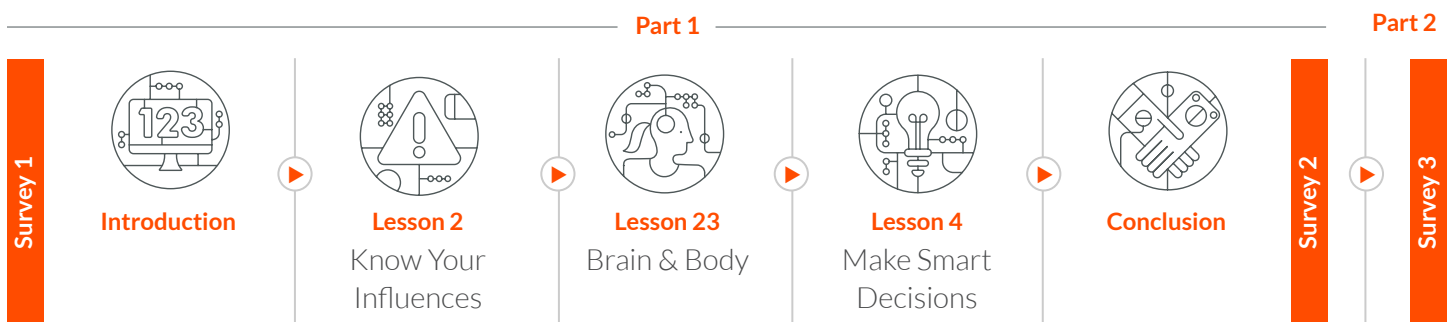 Part 1
Part 2
Survey 1
123
Introduction
Lesson 2
Know Your
Influences
Lesson 23
Brain & Body
Lesson 4
Make Smart
Decisions
Conclusion
Survey 2
Survey 3